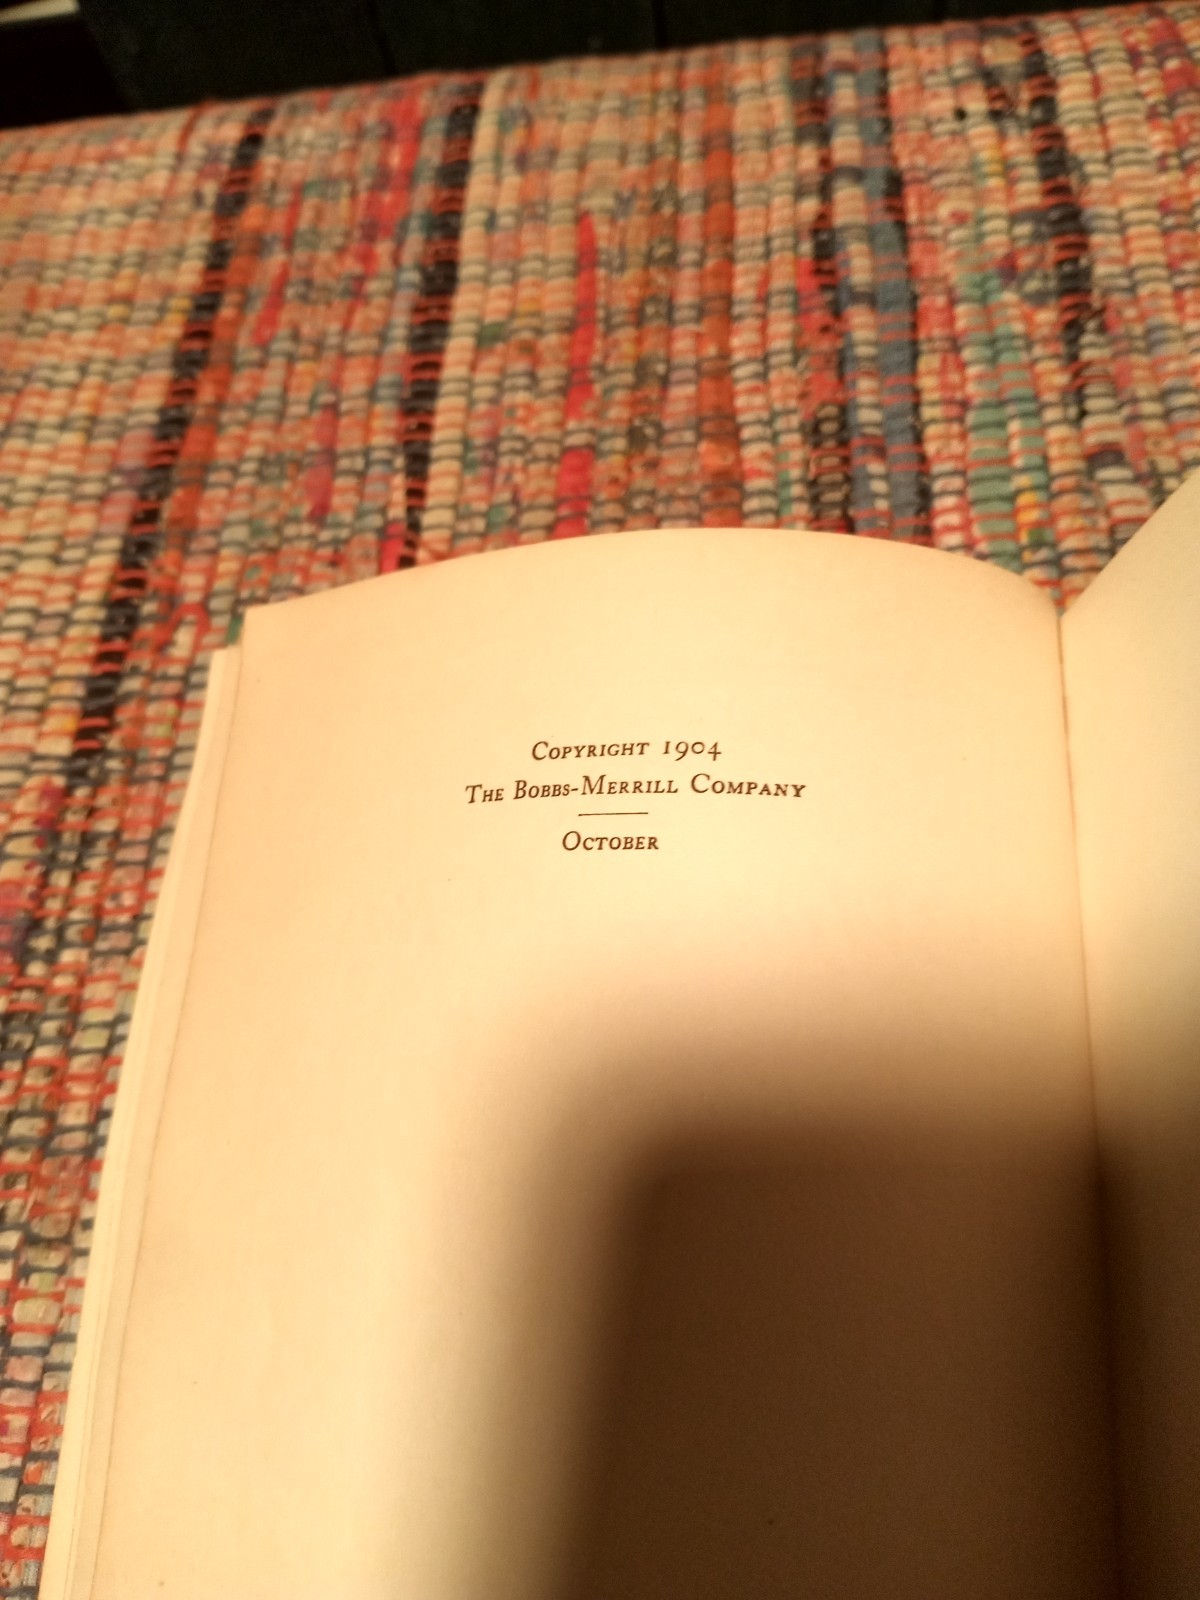 Copyright 1904
The Bobbs-Merrill Company
October